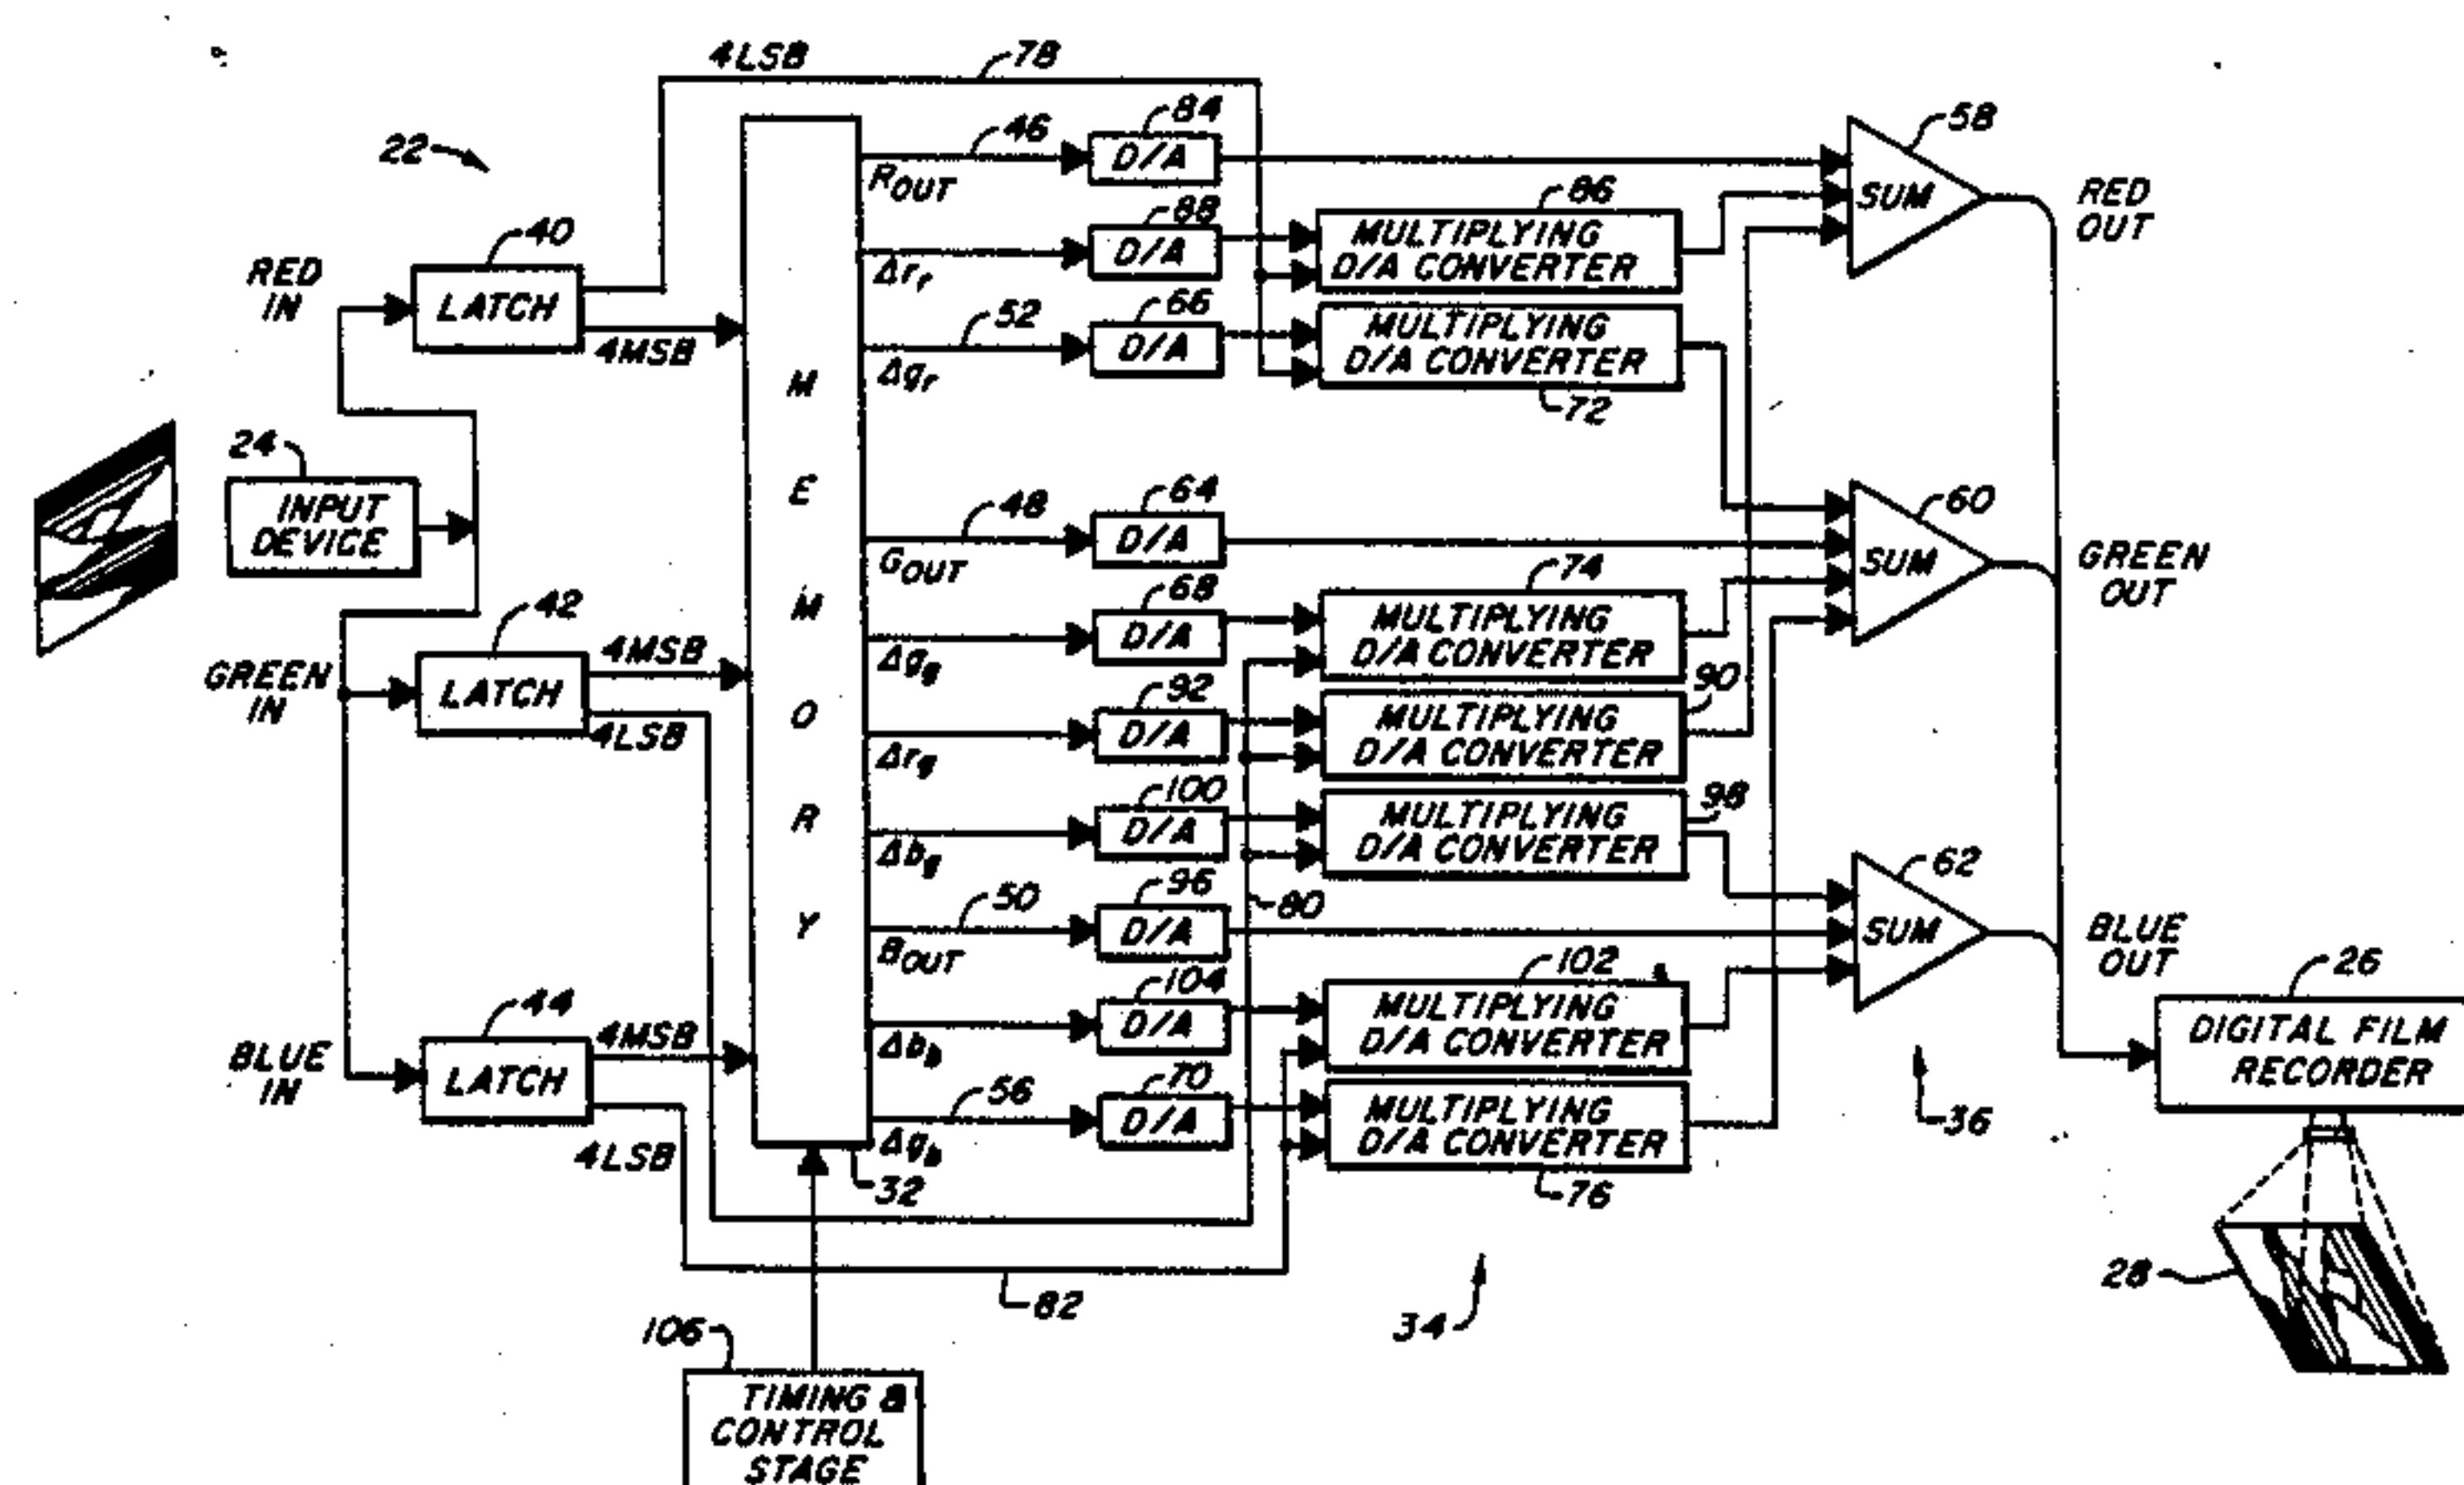 4LSB
78
22
46
84
58
ROUT
D/A
SUM
RED
OUT
88
86
40
RED
IN
LATCH
4MSB
Δrr
D/A
MULTIPLYING
D/A CONVERTER
52
66
Δgr
D/A
MULTIPLYING
D/A CONVERTER
72
24
INPUT
DEVICE
M
E
M
O
R
Y
48
64
GOUT
D/A
60
SUM
GREEN
OUT
42
GREEN
IN
LATCH
4MSB
4LSB
68
74
Δgg
D/A
MULTIPLYING
D/A CONVERTER
92
90
Δrg
D/A
MULTIPLYING
D/A CONVERTER
100
98
Δbg
D/A
MULTIPLYING
D/A CONVERTER
80
50
96
BOUT
D/A
62
SUM
BLUE
OUT
44
BLUE
IN
LATCH
4MSB
4LSB
104
102
Δbb
D/A
MULTIPLYING
D/A CONVERTER
56
70
Δgb
D/A
MULTIPLYING
D/A CONVERTER
76
32
36
26
DIGITAL FILM
RECORDER
28
82
34
106
TIMING &
CONTROL
STAGE